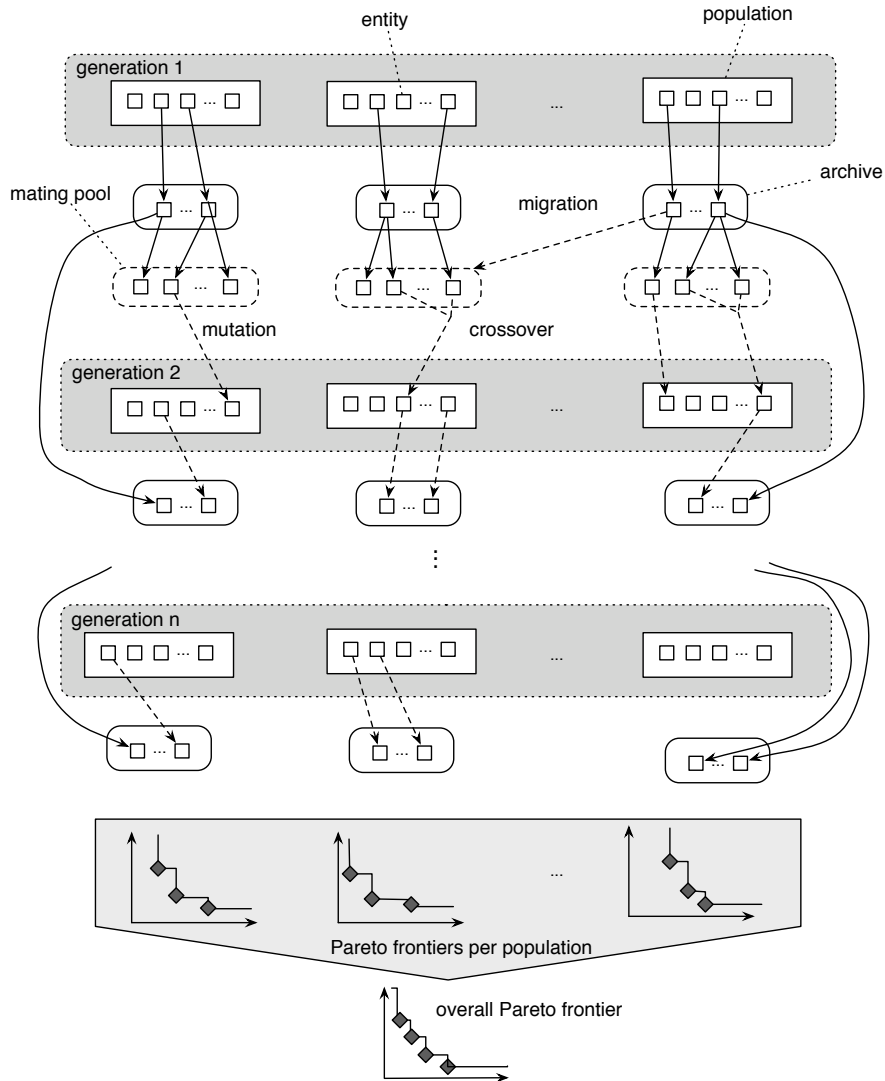 entity
population
generation 1
...
...
...
...
archive
mating pool
...
...
...
migration
...
...
...
mutation
crossover
generation 2
...
...
...
...
...
...
...
...
generation n
...
...
...
...
...
...
...
...
Pareto frontiers per population
overall Pareto frontier